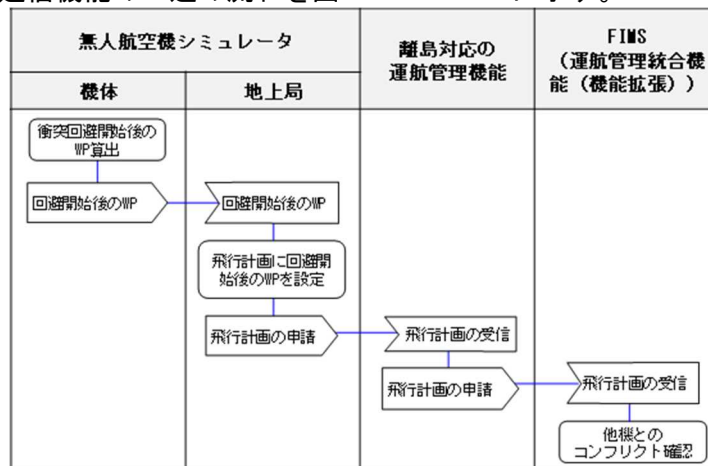 無人航空機シミュレータ
離島対応の
運航管理機能
FIMS
(運航管理統合機
能(機能拡張))
機体
地上局
衝突回避開始後の
WP算出
回避開始後のWP
回避開始後のWP
飛行計画に回避開
始後のWPを設定
飛行計画の申請
飛行計画の受信
飛行計画の申請
飛行計画の受信
他機との
コンフリクト確認